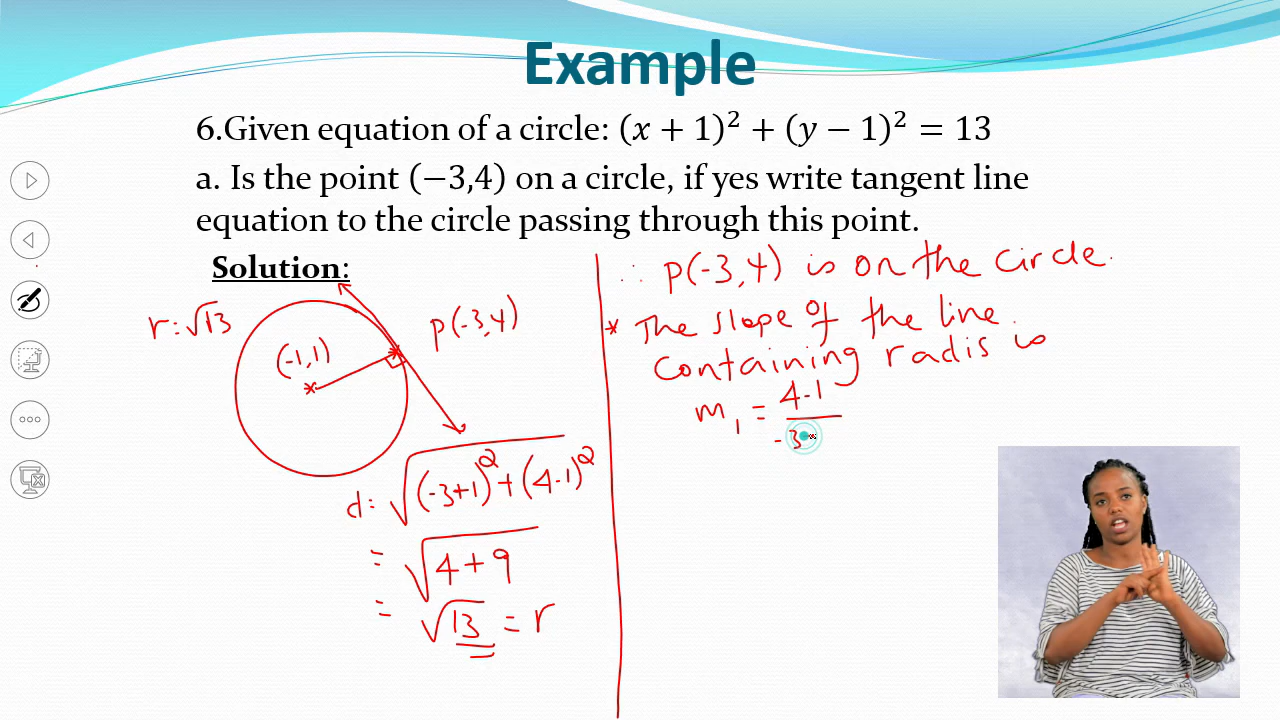 Example
6.Given equation of a circle: (x + 1)² + (y − 1)² = 13
a. Is the point (−3,4) on a circle, if yes write tangent line
equation to the circle passing through this point.
Solution:
r:√13
(-1,1)
p(-3,4)
d= √((-3+1)² + (4-1)²)
= √(4+9)
= √13 = r
∴ p(-3,4) is on the circle.
* The slope of the line
containing radis is
m₁ = 4-1
-3